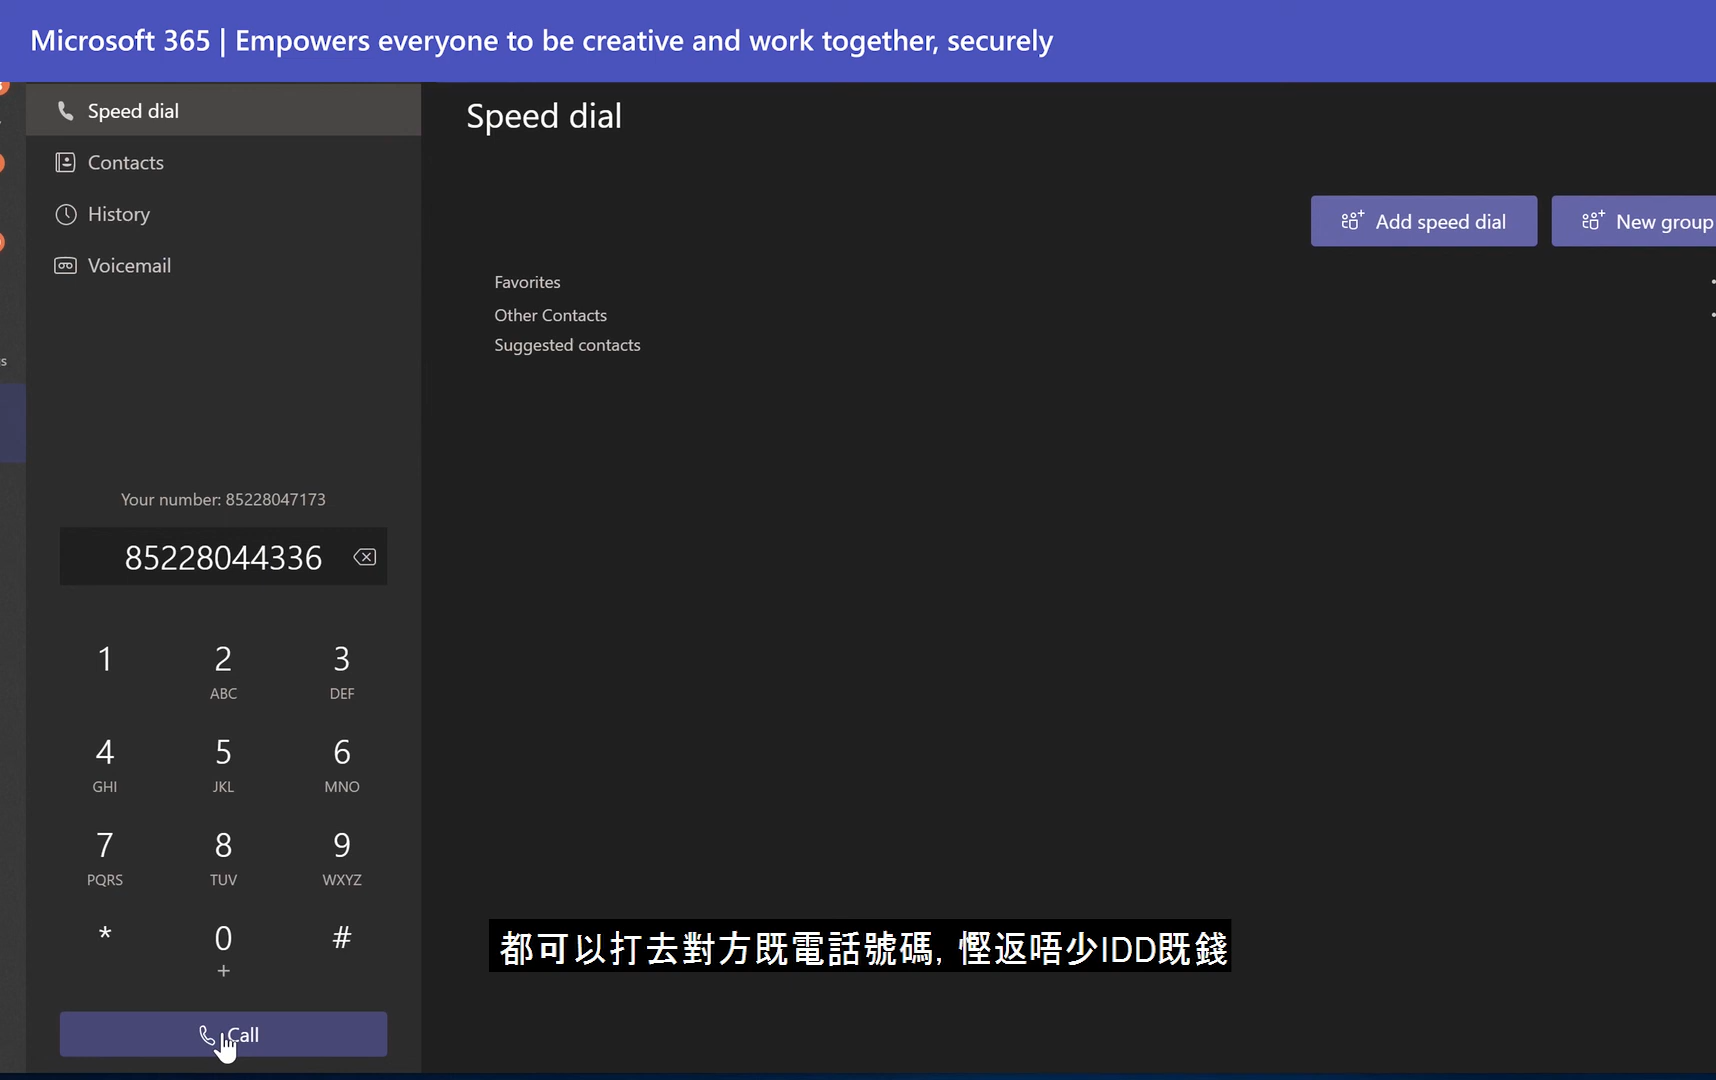 Microsoft 365 | Empowers everyone to be creative and work together, securely
Speed dial
Contacts
History
Voicemail
Speed dial
Add speed dial
New group
Favorites
Other Contacts
Suggested contacts
Your number: 85228047173
85228044336
1
2
3
ABC
DEF
4
5
6
GHI
JKL
MNO
7
8
9
PQRS
TUV
WXYZ
*
0
#
+
都可以打去對方既電話號碼, 慳返唔少IDD既錢
Call